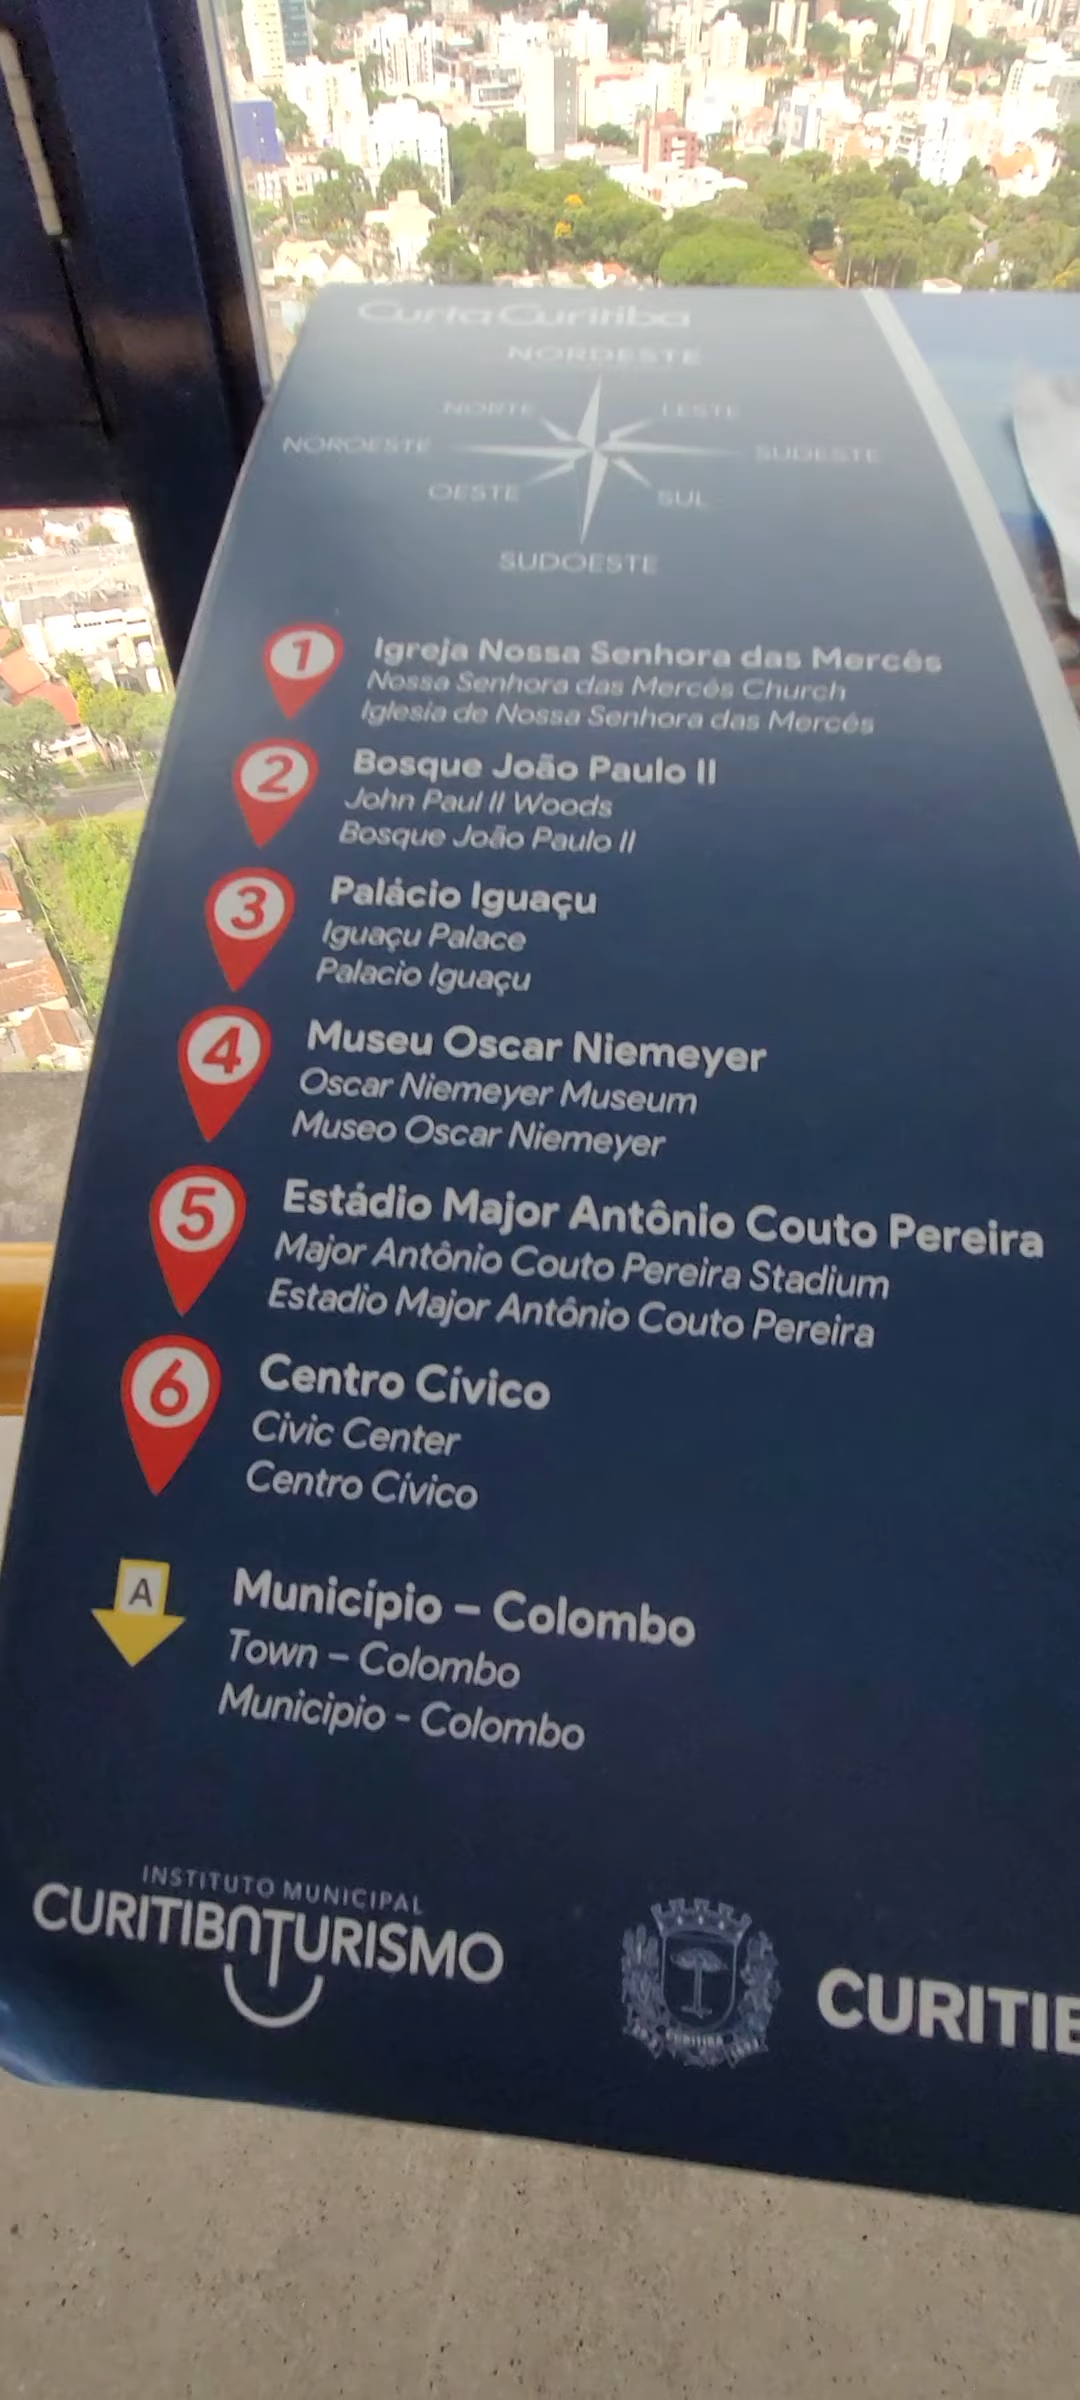 Curta Curitiba
NORDESTE
NORTE LESTE
NOROESTE SUDESTE
OESTE SUL
SUDOESTE
1 Igreja Nossa Senhora das Mercês
Nossa Senhora das Mercês Church
Iglesia de Nossa Senhora das Mercés
2 Bosque João Paulo II
John Paul II Woods
Bosque João Paulo II
3 Palácio Iguaçu
Iguaçu Palace
Palacio Iguaçu
4 Museu Oscar Niemeyer
Oscar Niemeyer Museum
Museo Oscar Niemeyer
5 Estádio Major Antônio Couto Pereira
Major Antônio Couto Pereira Stadium
Estadio Major Antônio Couto Pereira
6 Centro Cívico
Civic Center
Centro Cívico
A Município – Colombo
Town – Colombo
Municipio - Colombo
INSTITUTO MUNICIPAL
CURITIBATURISMO
CURITIBA
CURITIB